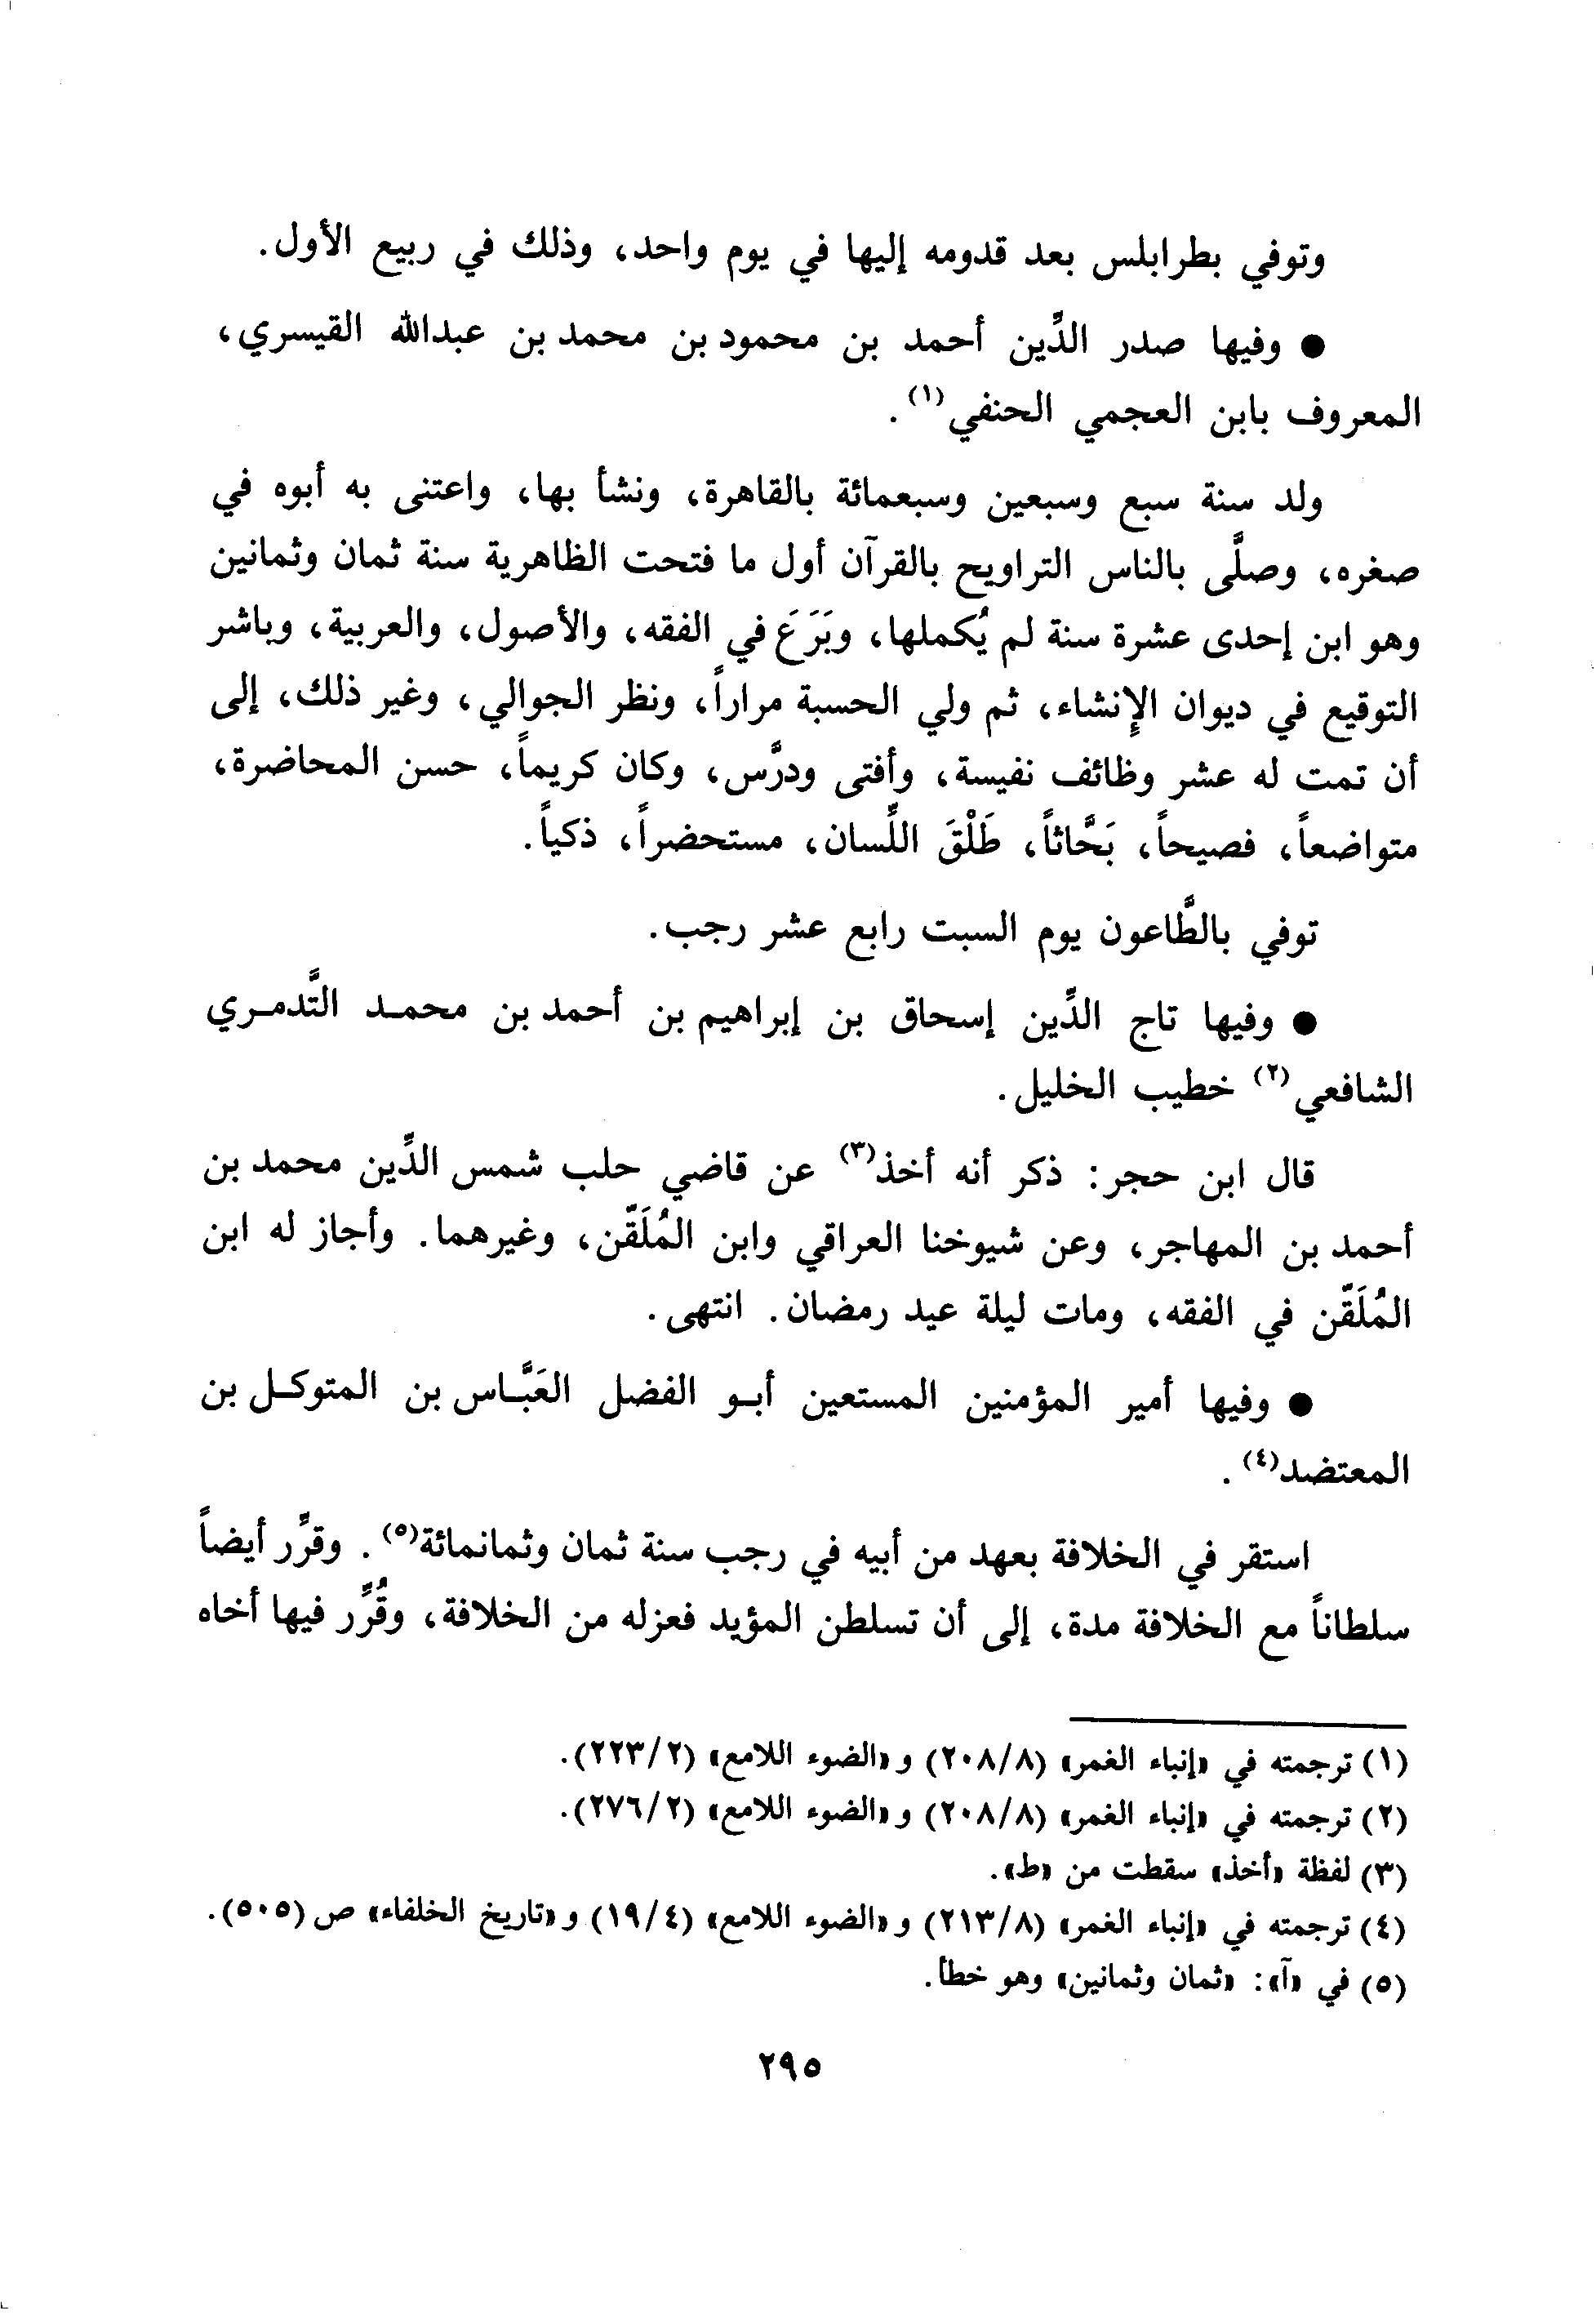 وتوفي بطرابلس بعد قدومه إليها في يوم واحد، وذلك في ربيع الأول.
● وفيها صدر الدِّين أحمد بن محمود بن محمد بن عبدالله القيسري،
المعروف بابن العجمي الحنفي(١).
ولد سنة سبع وسبعين وسبعمائة بالقاهرة، ونشأ بها، واعتنى به أبوه في
صغره، وصلَّى بالناس التراويح بالقرآن أول ما فتحت الظاهرية سنة ثمان وثمانين
وهو ابن إحدى عشرة سنة لم يُكملها، وبَرَعَ في الفقه، والأصول، والعربية، وباشر
التوقيع في ديوان الإنشاء، ثم ولي الحسبة مراراً، ونظر الجوالي، وغير ذلك، إلى
أن تمت له عشر وظائف نفيسة، وأفتى ودرَّس، وكان كريماً، حسن المحاضرة،
متواضعاً، فصيحاً، بَحَّاثاً، طَلْقَ اللِّسان، مستحضراً، ذكياً.
توفي بالطَّاعون يوم السبت رابع عشر رجب.
● وفيها تاج الدِّين إسحاق بن إبراهيم بن أحمد بن محمـد التَّدمـري
الشافعي(٢) خطيب الخليل.
قال ابن حجر: ذكر أنه أخذ(٣) عن قاضي حلب شمس الدِّين محمد بن
أحمد بن المهاجر، وعن شيوخنا العراقي وابن المُلَقّن، وغيرهما. وأجاز له ابن
المُلَقّن في الفقه، ومات ليلة عيد رمضان. انتهى.
● وفيها أمير المؤمنين المستعين أبـو الفضل العَبَّـاس بن المتوكـل بن
المعتضد(٤).
استقر في الخلافة بعهد من أبيه في رجب سنة ثمان وثمانمائة(٥). وقرِّر أيضاً
سلطاناً مع الخلافة مدة، إلى أن تسلطن المؤيد فعزله من الخلافة، وقُرِّر فيها أخاه
(١) ترجمته في «إنباء الغمر» (٢٠٨/٨) و«الضوء اللامع» (٢٢٣/٢).
(٢) ترجمته في «إنباء الغمر» (٢٠٨/٨) و«الضوء اللامع» (٢٧٦/٢).
(٣) لفظة «أخذ» سقطت من «ط».
(٤) ترجمته في «إنباء الغمر» (٢١٣/٨) و«الضوء اللامع» (١٩/٤) و«تاريخ الخلفاء» ص (٥٠٥).
(٥) في «آ»: «ثمان وثمانين» وهو خطأ.
٢٩٥